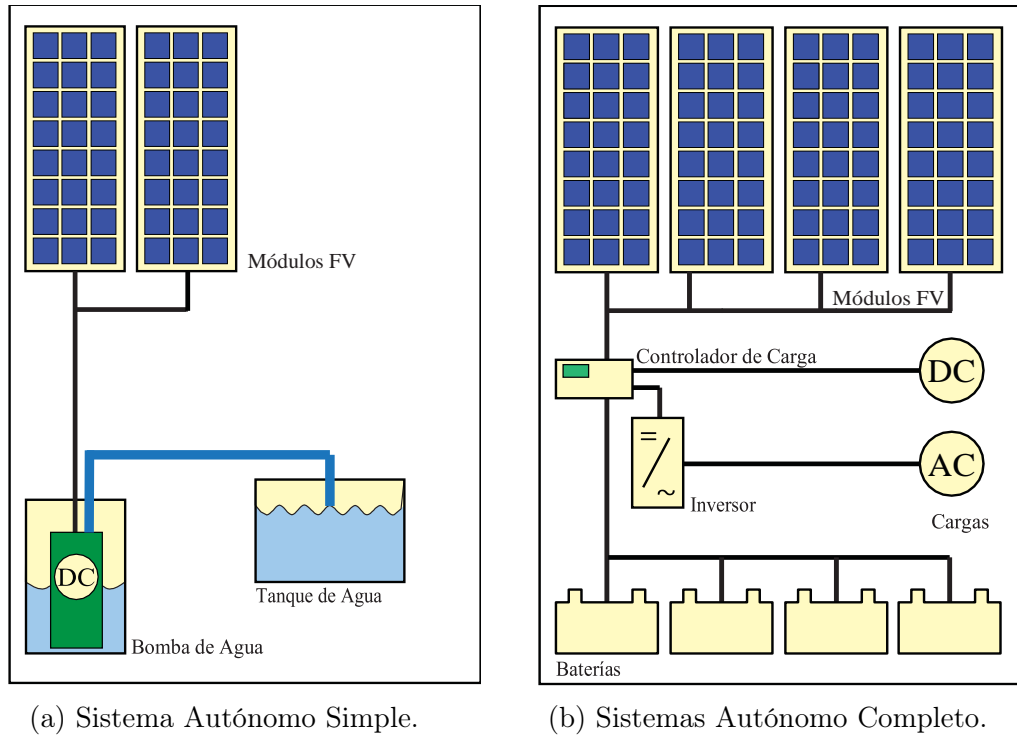 Módulos FV
DC
Tanque de Agua
Bomba de Agua
(a) Sistema Autónomo Simple.
Módulos FV
Controlador de Carga
DC
=
~
AC
Inversor
Cargas
Baterías
(b) Sistemas Autónomo Completo.